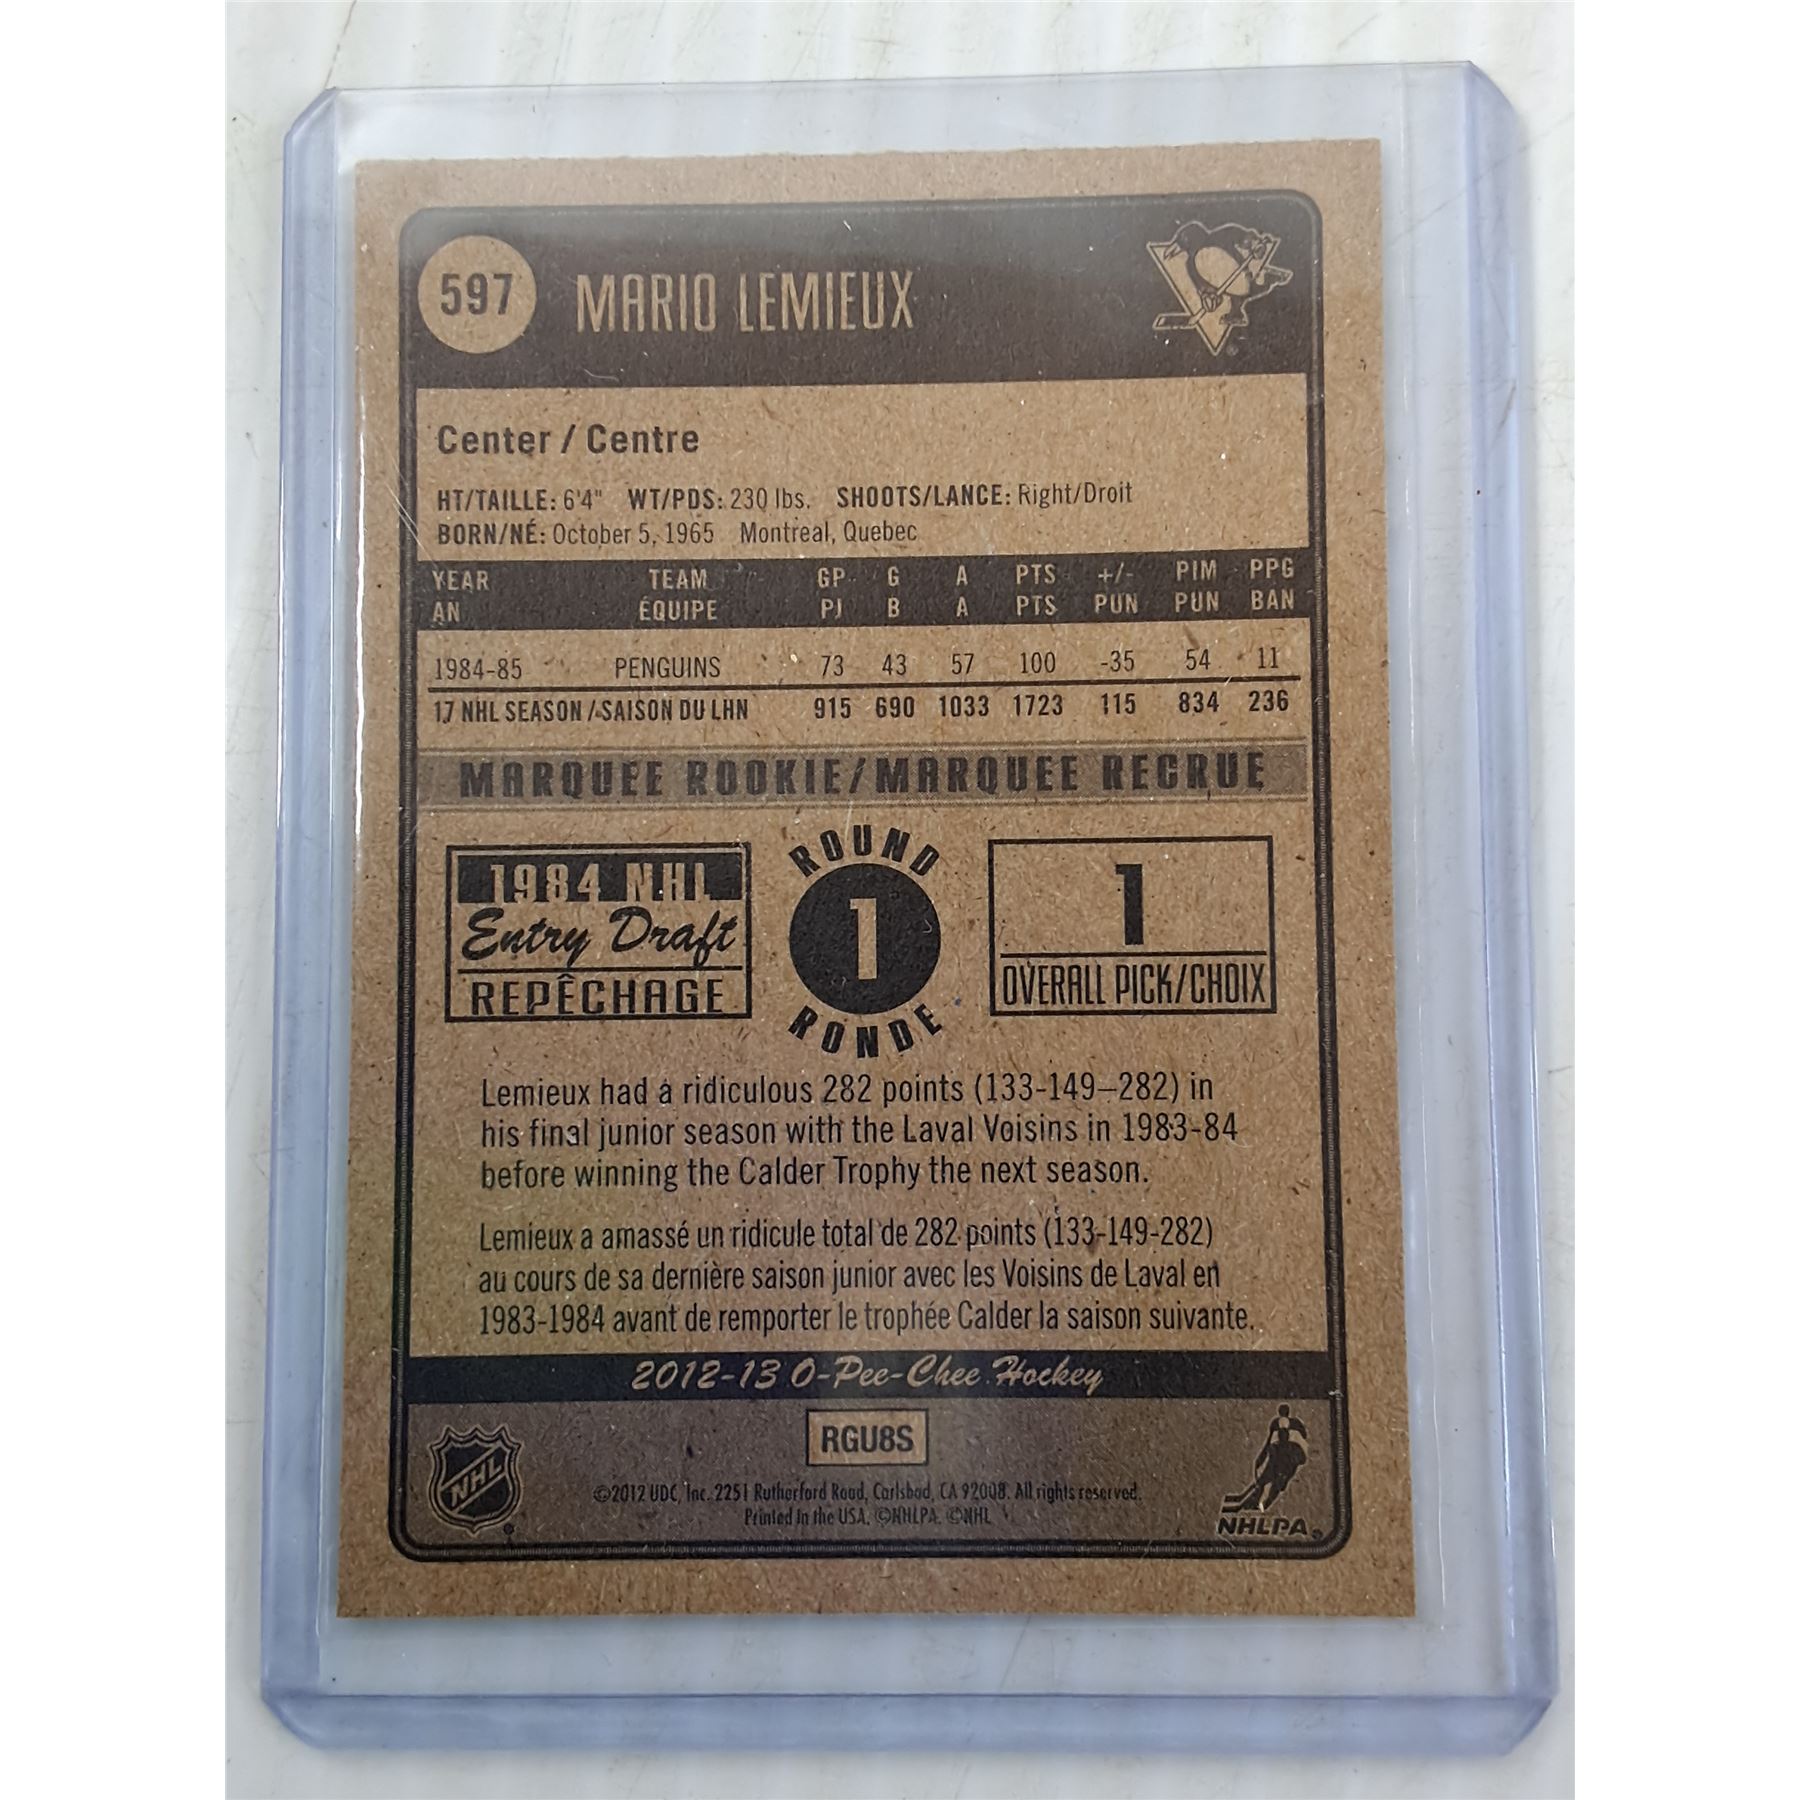 597 MARIO LEMIEUX
Center / Centre
HT/TAILLE: 6'4" WT/PDS: 230 lbs. SHOOTS/LANCE: Right/Droit
BORN/NÉ: October 5, 1965 Montreal, Quebec
YEAR TEAM GP G A PTS +/- PIM PPG
AN ÉQUIPE PJ B A PTS PUN PUN BAN
1984-85 PENGUINS 73 43 57 100 -35 54 11
17 NHL SEASON / SAISON DU LHN 915 690 1033 1723 115 834 236
MARQUEE ROOKIE/MARQUEE RECRUE
1984 NHL
Entry Draft
REPÊCHAGE
ROUND
1
RONDE
1
OVERALL PICK/CHOIX
Lemieux had a ridiculous 282 points (133-149–282) in
his final junior season with the Laval Voisins in 1983-84
before winning the Calder Trophy the next season.
Lemieux a amassé un ridicule total de 282 points (133-149-282)
au cours de sa dernière saison junior avec les Voisins de Laval en
1983-1984 avant de remporter le trophée Calder la saison suivante.
2012-13 O-Pee-Chee Hockey
RGU8S
NHL
©2012 UDC, Inc. 2251 Rutherford Road, Carlsbad, CA 92008. All rights reserved.
Printed in the USA. ©NHLPA. ©NHL
NHLPA